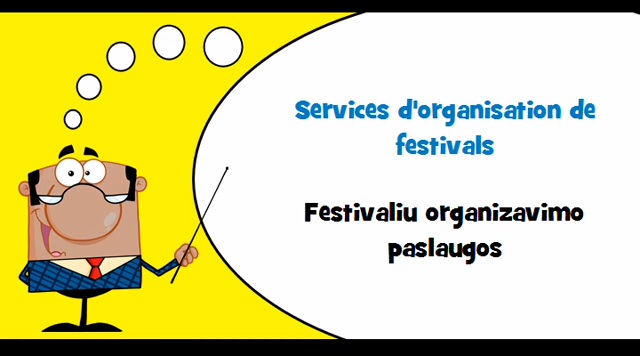 Services d'organisation de
festivals
Festivaliu organizavimo
paslaugos